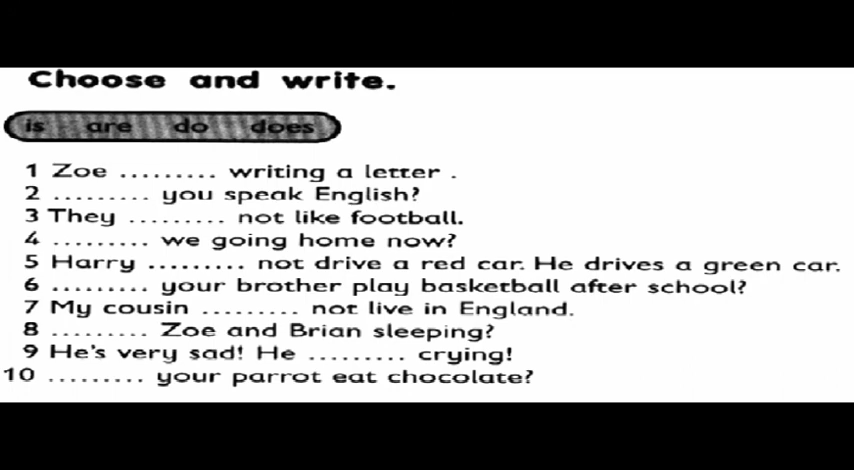 Choose and write.
is are do does
1 Zoe ......... writing a letter .
2 ......... you speak English?
3 They ......... not like football.
4 ......... we going home now?
5 Harry ......... not drive a red car. He drives a green car.
6 ......... your brother play basketball after school?
7 My cousin ......... not live in England.
8 ......... Zoe and Brian sleeping?
9 He's very sad! He ......... crying!
10 ......... your parrot eat chocolate?